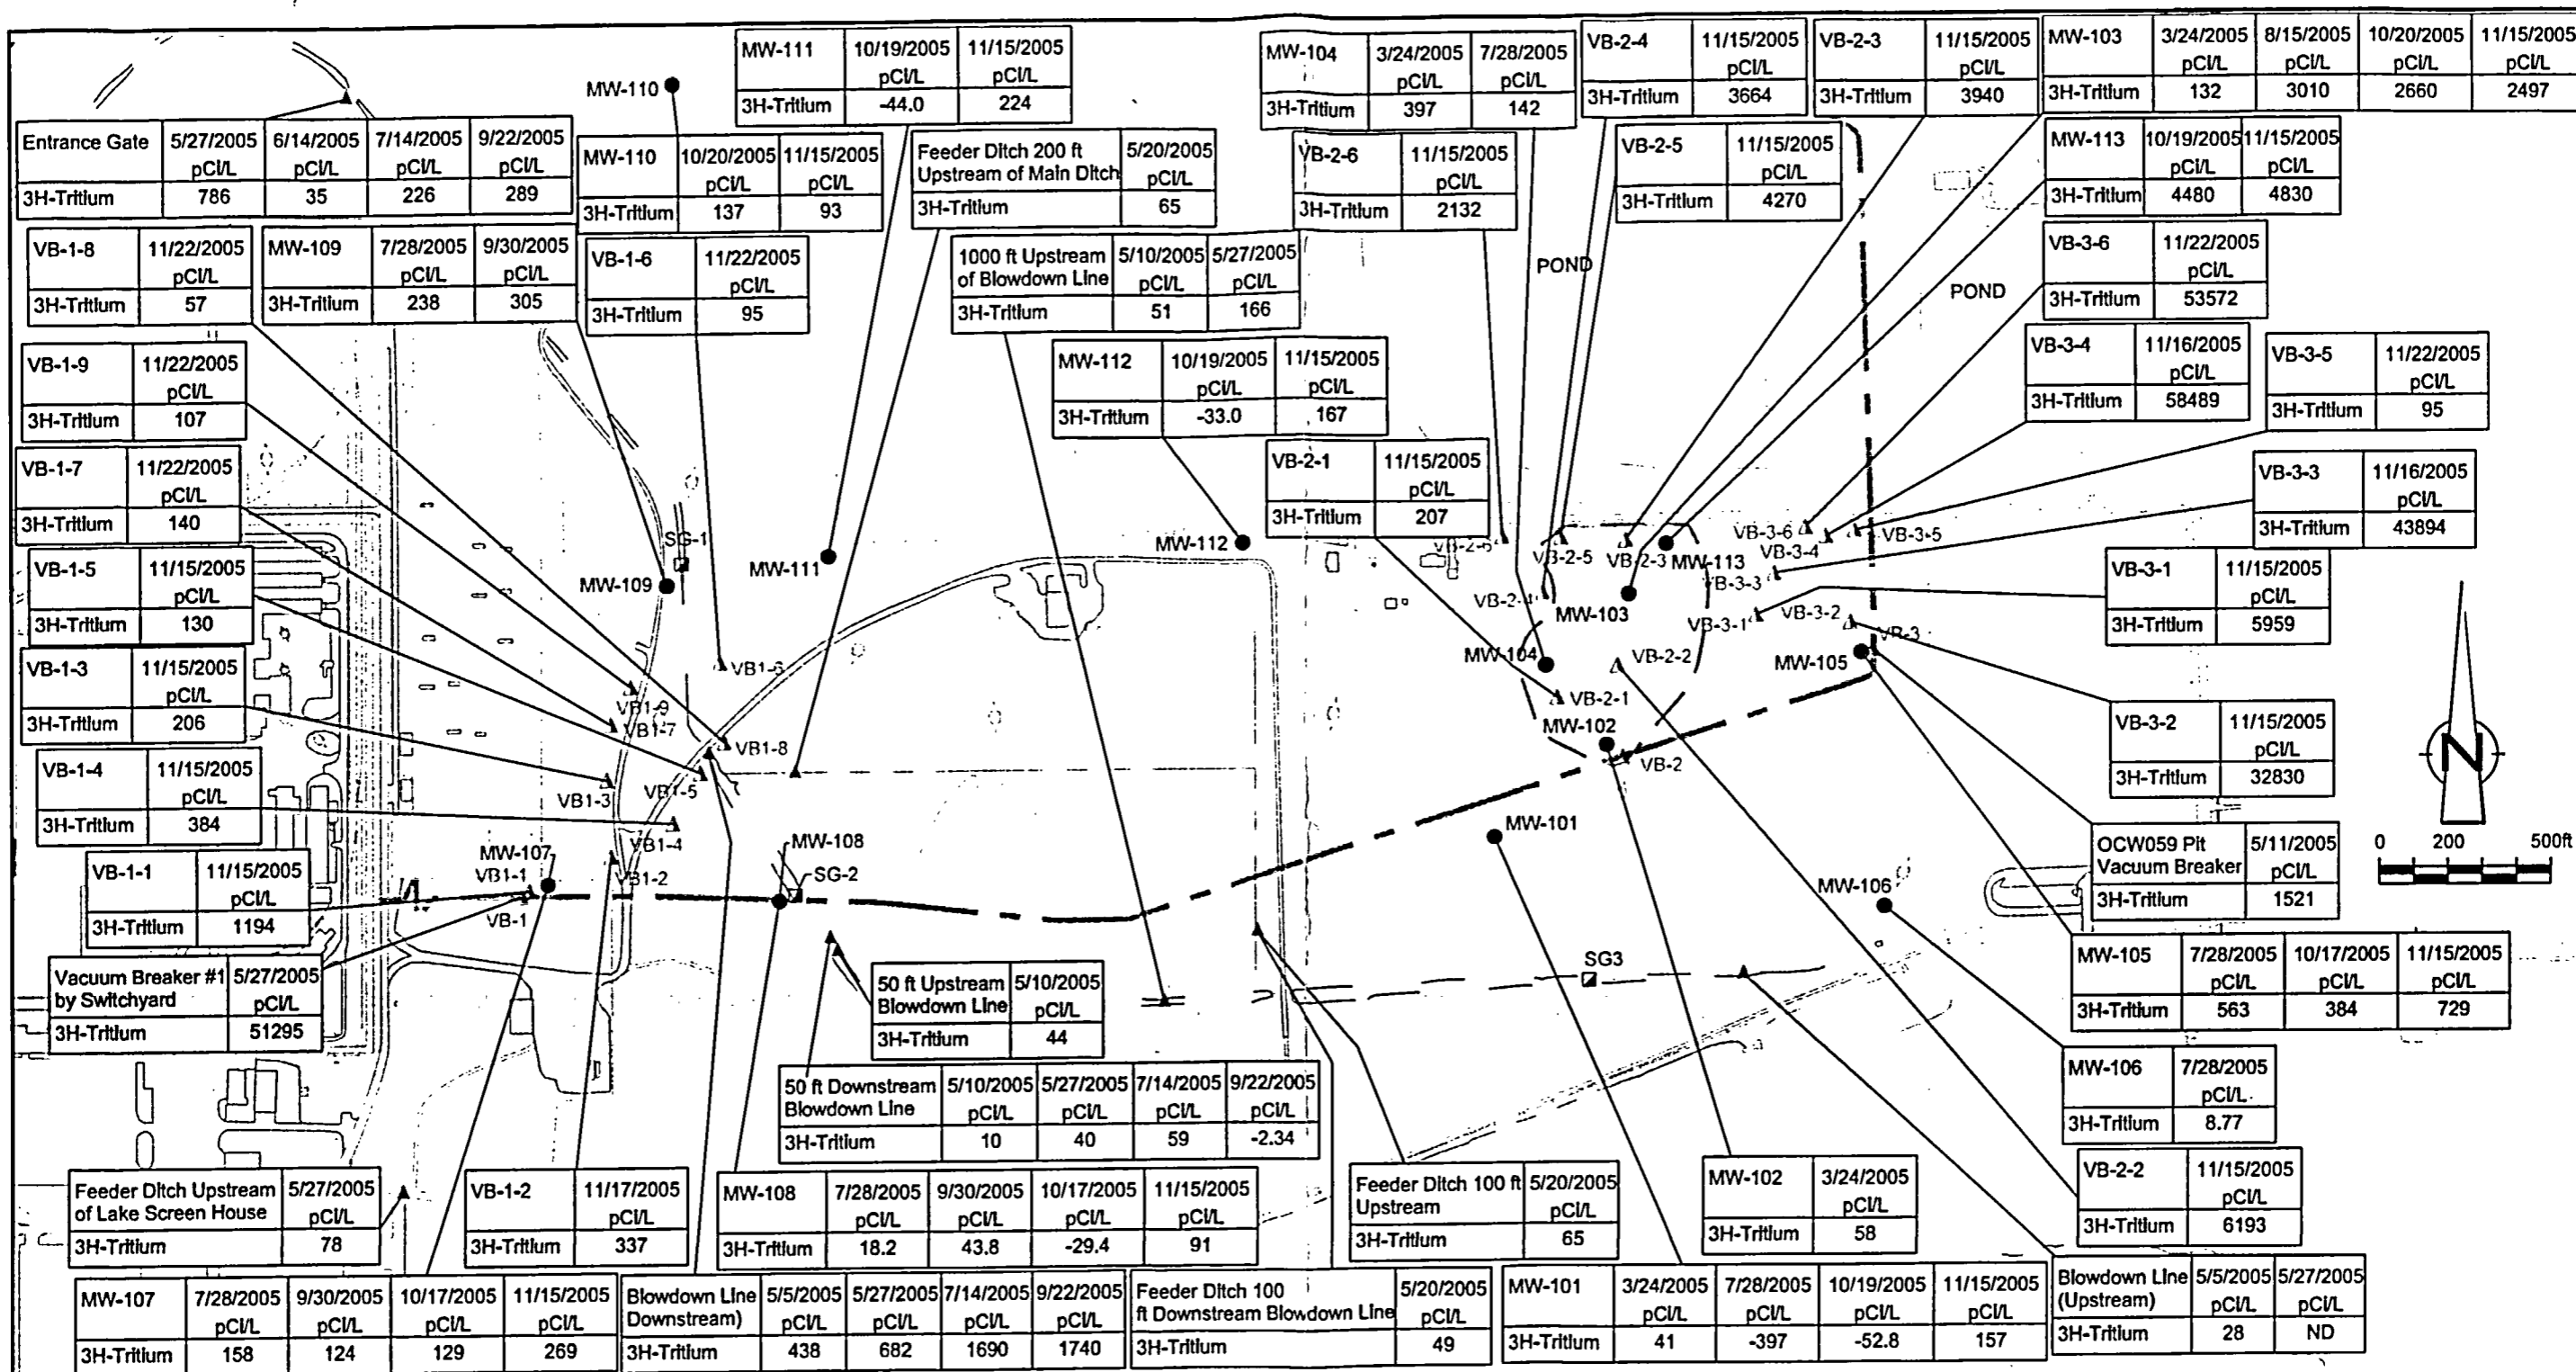 MW-111 10/19/2005 11/15/2005
pCi/L pCi/L
3H-Tritium -44.0 224
MW-104 3/24/2005 7/28/2005
pCi/L pCi/L
3H-Tritium 397 142
VB-2-4 11/15/2005
pCi/L
3H-Tritium 3664
VB-2-3 11/15/2005
pCi/L
3H-Tritium 3940
MW-103 3/24/2005 8/15/2005 10/20/2005 11/15/2005
pCi/L pCi/L pCi/L pCi/L
3H-Tritium 132 3010 2660 2497
MW-110
Entrance Gate 5/27/2005 6/14/2005 7/14/2005 9/22/2005
pCi/L pCi/L pCi/L pCi/L
3H-Tritium 786 35 226 289
MW-110 10/20/2005 11/15/2005
pCi/L pCi/L
3H-Tritium 137 93
Feeder Ditch 200 ft 5/20/2005
Upstream of Main Ditch pCi/L
3H-Tritium 65
VB-2-6 11/15/2005
pCi/L
3H-Tritium 2132
VB-2-5 11/15/2005
pCi/L
3H-Tritium 4270
MW-113 10/19/2005 11/15/2005
pCi/L pCi/L
3H-Tritium 4480 4830
VB-1-8 11/22/2005
pCi/L
3H-Tritium 57
MW-109 7/28/2005 9/30/2005
pCi/L pCi/L
3H-Tritium 238 305
VB-1-6 11/22/2005
pCi/L
3H-Tritium 95
1000 ft Upstream 5/10/2005 5/27/2005
of Blowdown Line pCi/L pCi/L
3H-Tritium 51 166
POND
POND
VB-3-6 11/22/2005
pCi/L
3H-Tritium 53572
VB-1-9 11/22/2005
pCi/L
3H-Tritium 107
MW-112 10/19/2005 11/15/2005
pCi/L pCi/L
3H-Tritium -33.0 167
VB-3-4 11/16/2005
pCi/L
3H-Tritium 58489
VB-3-5 11/22/2005
pCi/L
3H-Tritium 95
VB-1-7 11/22/2005
pCi/L
3H-Tritium 140
VB-2-1 11/15/2005
pCi/L
3H-Tritium 207
VB-3-3 11/16/2005
pCi/L
3H-Tritium 43894
SG-1
MW-109
MW-111
MW-112
VB-2-6
VB-2-5
VB-2-3
MW-113
VB-3-6
VB-3-4
VB-3-5
VB-3-3
VB-2-4
MW-103
VB-3-1
VB-3-2
VB-3
MW-104
VB-2-2
MW-105
VB-2-1
MW-102
VB-2
VB-1-5 11/15/2005
pCi/L
3H-Tritium 130
VB-3-1 11/15/2005
pCi/L
3H-Tritium 5959
VB-1-3 11/15/2005
pCi/L
3H-Tritium 206
VB1-6
VB1-9
VB1-7
VB1-8
VB1-3
VB1-5
VB1-4
VB-3-2 11/15/2005
pCi/L
3H-Tritium 32830
N
VB-1-4 11/15/2005
pCi/L
3H-Tritium 384
0 200 500ft
MW-101
MW-106
OCW059 Pit 5/11/2005
Vacuum Breaker pCi/L
3H-Tritium 1521
VB-1-1 11/15/2005
pCi/L
3H-Tritium 1194
MW-107
VB1-1
VB-1
VB1-2
MW-108
SG-2
SG3
MW-105 7/28/2005 10/17/2005 11/15/2005
pCi/L pCi/L pCi/L
3H-Tritium 563 384 729
Vacuum Breaker #1 5/27/2005
by Switchyard pCi/L
3H-Tritium 51295
50 ft Upstream 5/10/2005
Blowdown Line pCi/L
3H-Tritium 44
MW-106 7/28/2005
pCi/L
3H-Tritium 8.77
50 ft Downstream 5/10/2005 5/27/2005 7/14/2005 9/22/2005
Blowdown Line pCi/L pCi/L pCi/L pCi/L
3H-Tritium 10 40 59 -2.34
Feeder Ditch Upstream 5/27/2005
of Lake Screen House pCi/L
3H-Tritium 78
VB-1-2 11/17/2005
pCi/L
3H-Tritium 337
MW-108 7/28/2005 9/30/2005 10/17/2005 11/15/2005
pCi/L pCi/L pCi/L pCi/L
3H-Tritium 18.2 43.8 -29.4 91
Feeder Ditch 100 ft 5/20/2005
Upstream pCi/L
3H-Tritium 65
MW-102 3/24/2005
pCi/L
3H-Tritium 58
VB-2-2 11/15/2005
pCi/L
3H-Tritium 6193
MW-107 7/28/2005 9/30/2005 10/17/2005 11/15/2005
pCi/L pCi/L pCi/L pCi/L
3H-Tritium 158 124 129 269
Blowdown Line 5/5/2005 5/27/2005 7/14/2005 9/22/2005
Downstream) pCi/L pCi/L pCi/L pCi/L
3H-Tritium 438 682 1690 1740
Feeder Ditch 100 5/20/2005
ft Downstream Blowdown Line pCi/L
3H-Tritium 49
MW-101 3/24/2005 7/28/2005 10/19/2005 11/15/2005
pCi/L pCi/L pCi/L pCi/L
3H-Tritium 41 -397 -52.8 157
Blowdown Line 5/5/2005 5/27/2005
(Upstream) pCi/L pCi/L
3H-Tritium 28 ND